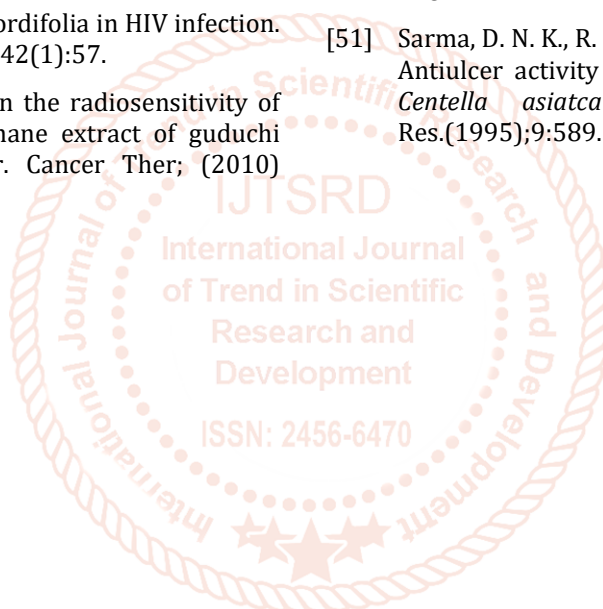 ordifolia in HIV infection.
42(1):57.
n the radiosensitivity of
nane extract of guduchi
r. Cancer Ther; (2010)
[51] Sarma, D. N. K., R.
Antiulcer activity
Centella asiatca
Res.(1995);9:589.
International Journal of Trend in Scientific Research and Development
IJTSRD
International Journal
of Trend in Scientific
Research and
Development
ISSN: 2456-6470